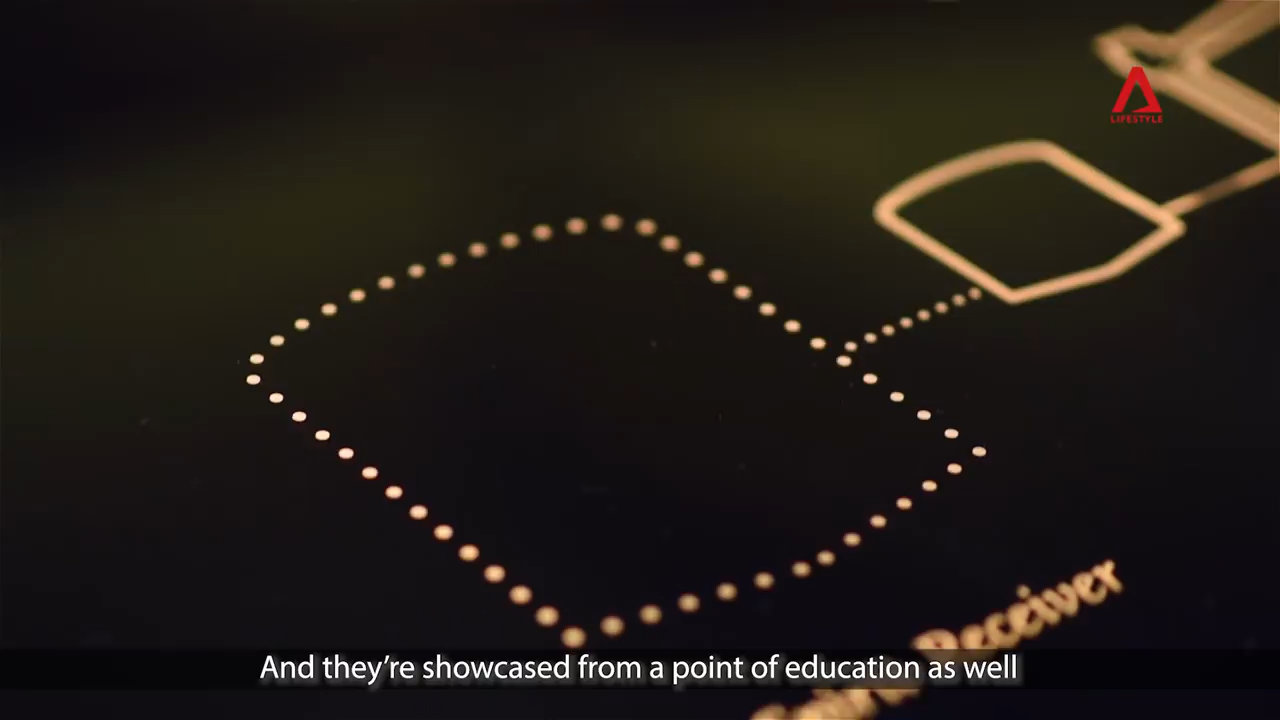 LIFESTYLE
Receiver
And they're showcased from a point of education as well